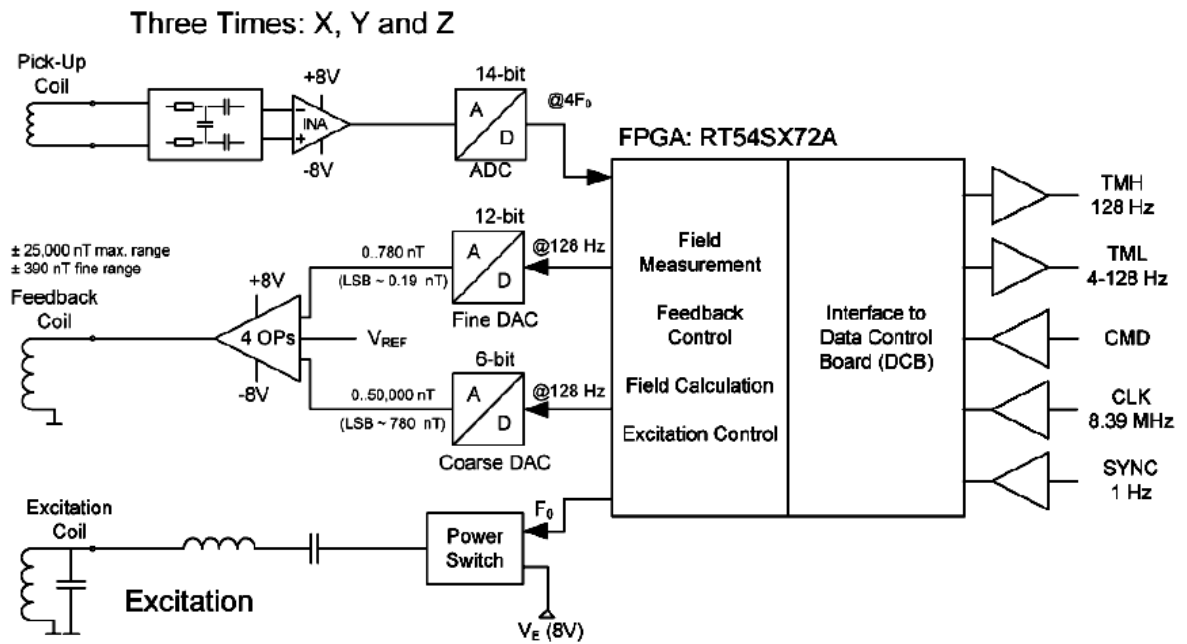 Three Times: X, Y and Z
Pick-Up
Coil
+8V
INA
-8V
14-bit
A
D
ADC
@4F0
FPGA: RT54SX72A
± 25,000 nT max. range
± 390 nT fine range
Feedback
Coil
+8V
4 OPs
-8V
0..780 nT
(LSB ~ 0.19 nT)
12-bit
A
D
Fine DAC
@128 Hz
VREF
0..50,000 nT
(LSB ~ 780 nT)
6-bit
A
D
Coarse DAC
@128 Hz
Field
Measurement
Feedback
Control
Field Calculation
Excitation Control
Interface to
Data Control
Board (DCB)
TMH
128 Hz
TML
4-128 Hz
CMD
CLK
8.39 MHz
SYNC
1 Hz
Excitation
Coil
Excitation
Power
Switch
F0
VE (8V)